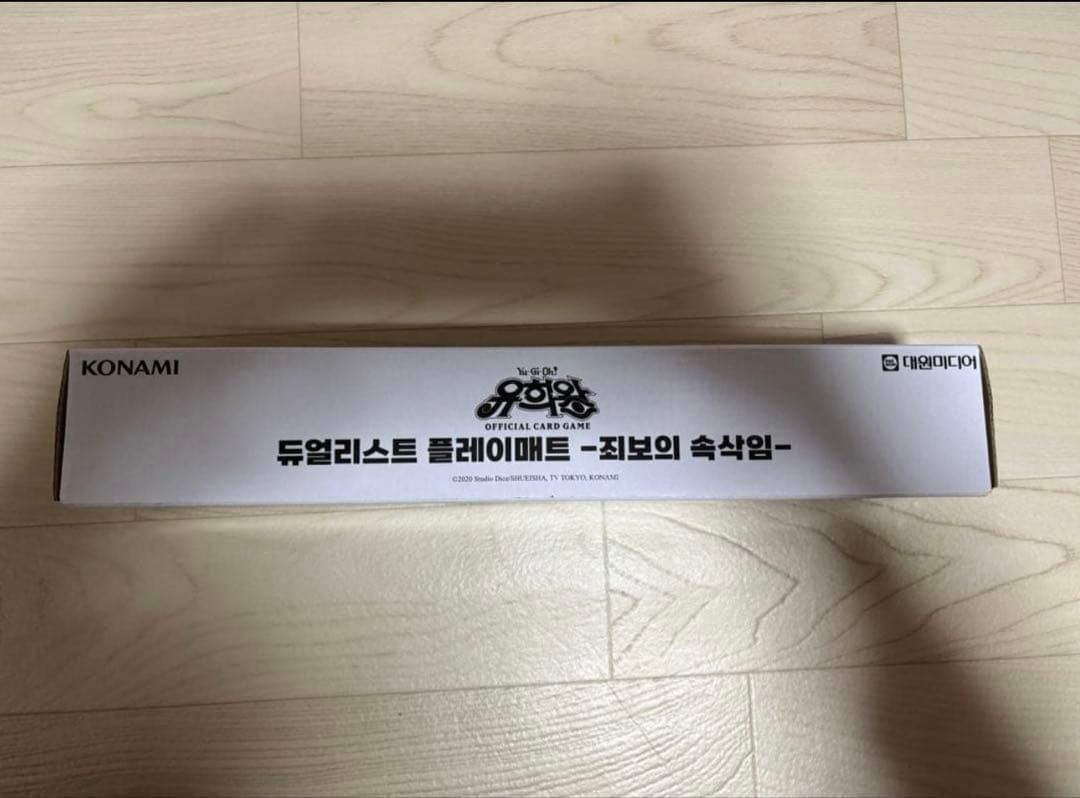 KONAMI
대원미디어
Yu-Gi-Oh!
유희왕
OFFICIAL CARD GAME
듀얼리스트 플레이매트 -죄보의 속삭임-
©2020 Studio Dice/SHUEISHA, TV TOKYO, KONAMI